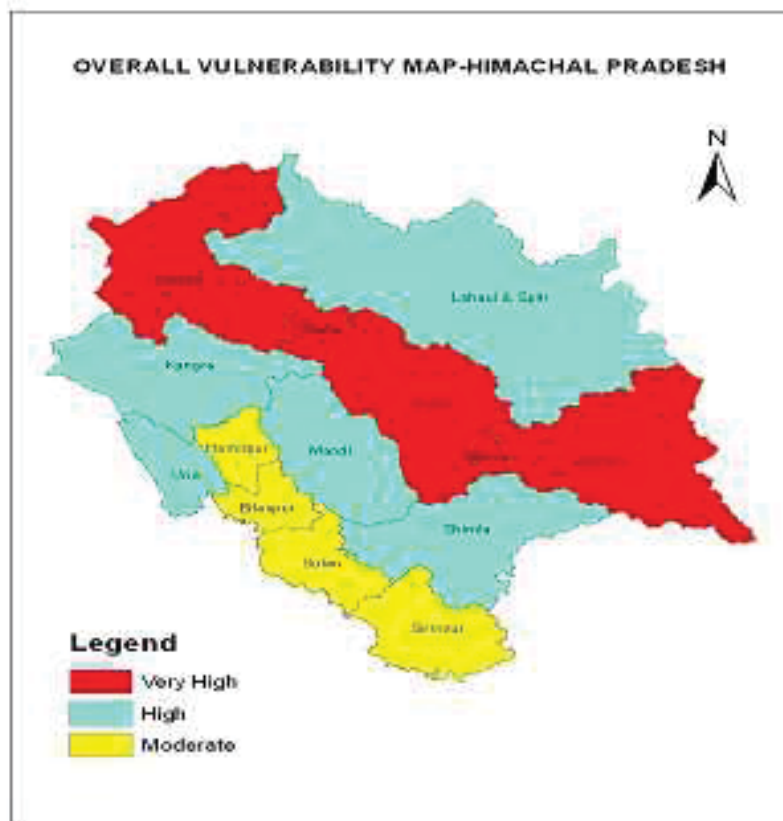 OVERALL VULNERABILITY MAP-HIMACHAL PRADESH
N
Lahaul & Spiti
Kangra
Hamirpur
Mandi
Una
Bilaspur
Shimla
Solan
Sirmaur
Legend
Very High
High
Moderate